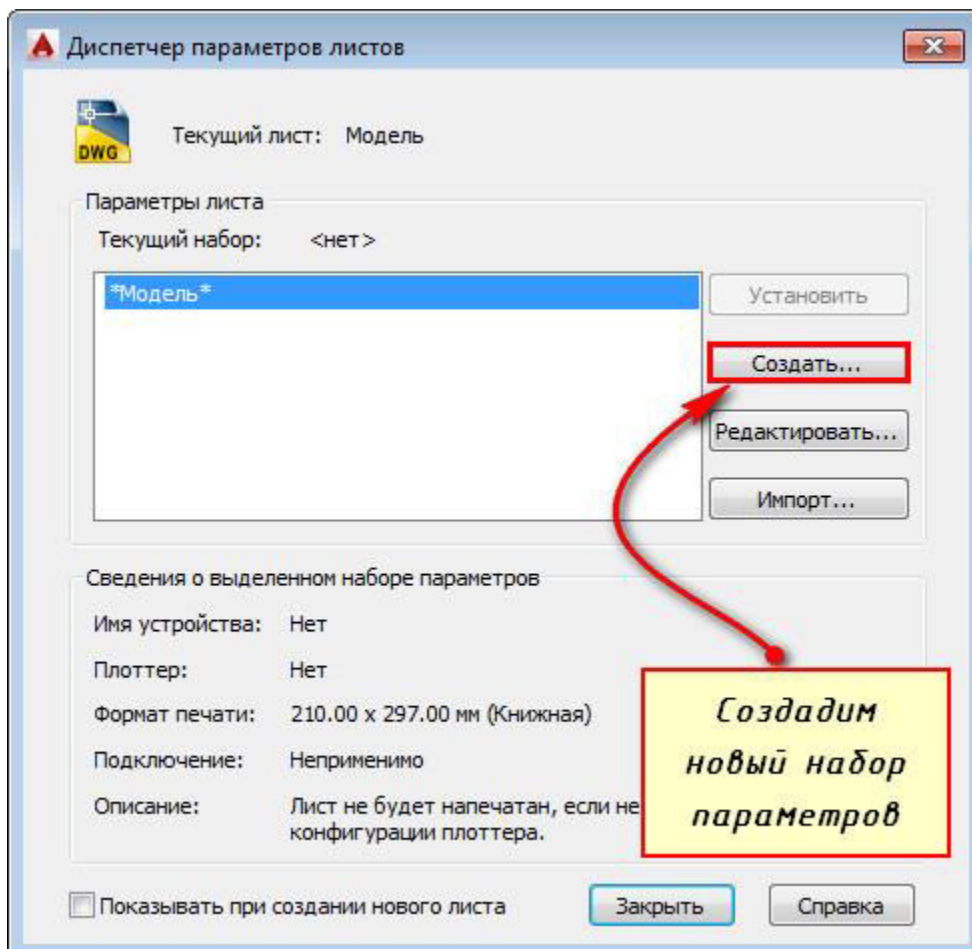 Диспетчер параметров листов
DWG
Текущий лист: Модель
Параметры листа
Текущий набор: <нет>
*Модель*
Установить
Создать...
Редактировать...
Импорт...
Сведения о выделенном наборе параметров
Имя устройства: Нет
Плоттер: Нет
Формат печати: 210.00 x 297.00 мм (Книжная)
Подключение: Неприменимо
Описание: Лист не будет напечатан, если не
конфигурации плоттера.
Создадим
новый набор
параметров
Показывать при создании нового листа
Закрыть
Справка